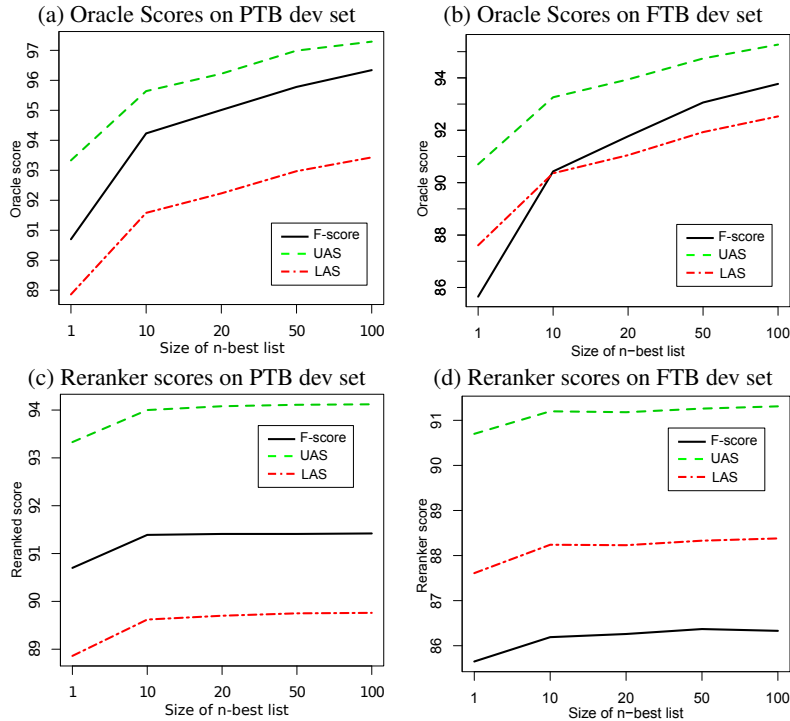 (a) Oracle Scores on PTB dev set
97
96
95
94
93
92
91
90
89
Oracle score
F-score
UAS
LAS
1 10 20 50 100
Size of n-best list
(b) Oracle Scores on FTB dev set
94
92
90
88
86
Oracle score
F-score
UAS
LAS
1 10 20 50 100
Size of n−best list
(c) Reranker scores on PTB dev set
94
93
92
91
90
89
Reranked score
F-score
UAS
LAS
1 10 20 50 100
Size of n-best list
(d) Reranker scores on FTB dev set
91
90
89
88
87
86
Reranker score
F-score
UAS
LAS
1 10 20 50 100
Size of n−best list